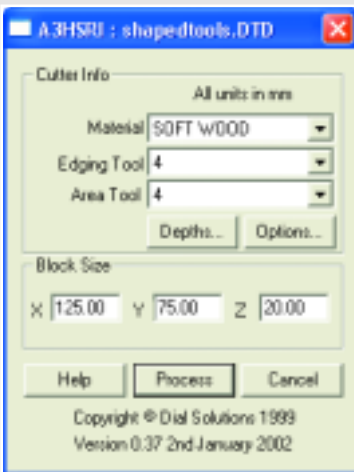 A3HSRJ : shapedtools.DTD
Cutter Info
All units in mm
Material SOFT WOOD
Edging Tool 4
Area Tool 4
Depths... Options...
Block Size
X 125.00 Y 75.00 Z 20.00
Help Process Cancel
Copyright © Dial Solutions 1999
Version 0.37 2nd January 2002